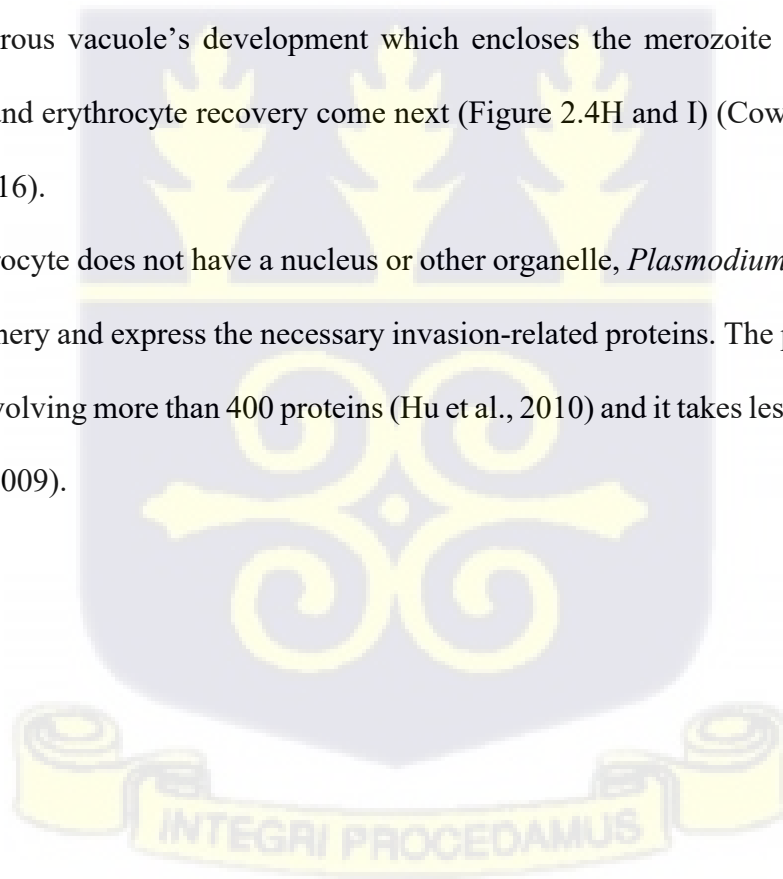 rous vacuole’s development which encloses the merozoite
nd erythrocyte recovery come next (Figure 2.4H and I) (Cow
16).
rocyte does not have a nucleus or other organelle, Plasmodium
nery and express the necessary invasion-related proteins. The p
volving more than 400 proteins (Hu et al., 2010) and it takes les
009).
INTEGRI PROCEDAMUS